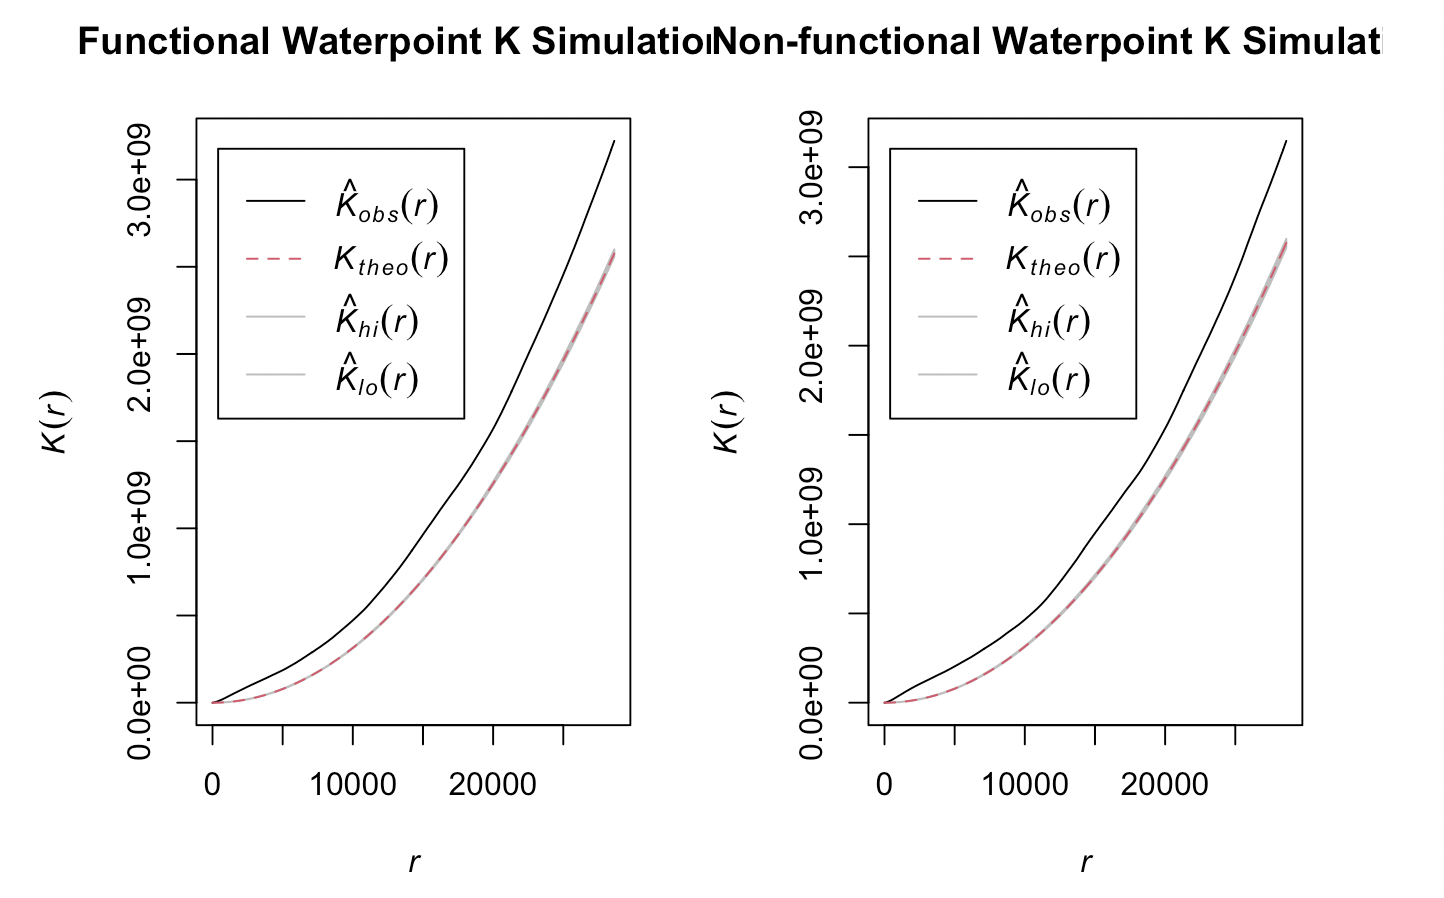 Functional Waterpoint K Simulation
Non-functional Waterpoint K Simulati
K(r)
0.0e+00 1.0e+09 2.0e+09 3.0e+09
K̂obs(r)
Ktheo(r)
K̂hi(r)
K̂lo(r)
0 10000 20000
r
K(r)
0.0e+00 1.0e+09 2.0e+09 3.0e+09
K̂obs(r)
Ktheo(r)
K̂hi(r)
K̂lo(r)
0 10000 20000
r